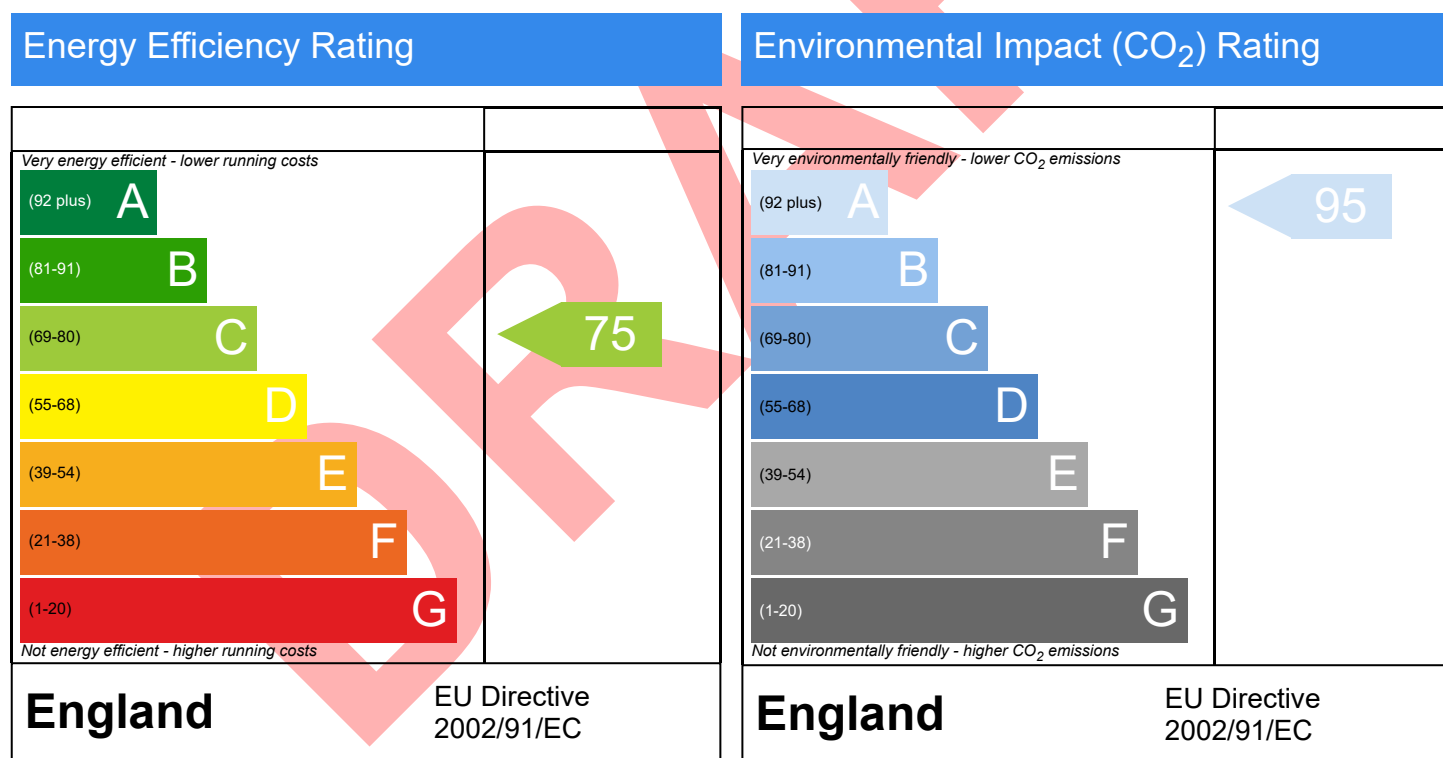 Energy Efficiency Rating
Very energy efficient - lower running costs
(92 plus) A
(81-91) B
(69-80) C
75
(55-68) D
(39-54) E
(21-38) F
(1-20) G
Not energy efficient - higher running costs
England
EU Directive
2002/91/EC
Environmental Impact (CO2) Rating
Very environmentally friendly - lower CO2 emissions
(92 plus) A
95
(81-91) B
(69-80) C
(55-68) D
(39-54) E
(21-38) F
(1-20) G
Not environmentally friendly - higher CO2 emissions
England
EU Directive
2002/91/EC